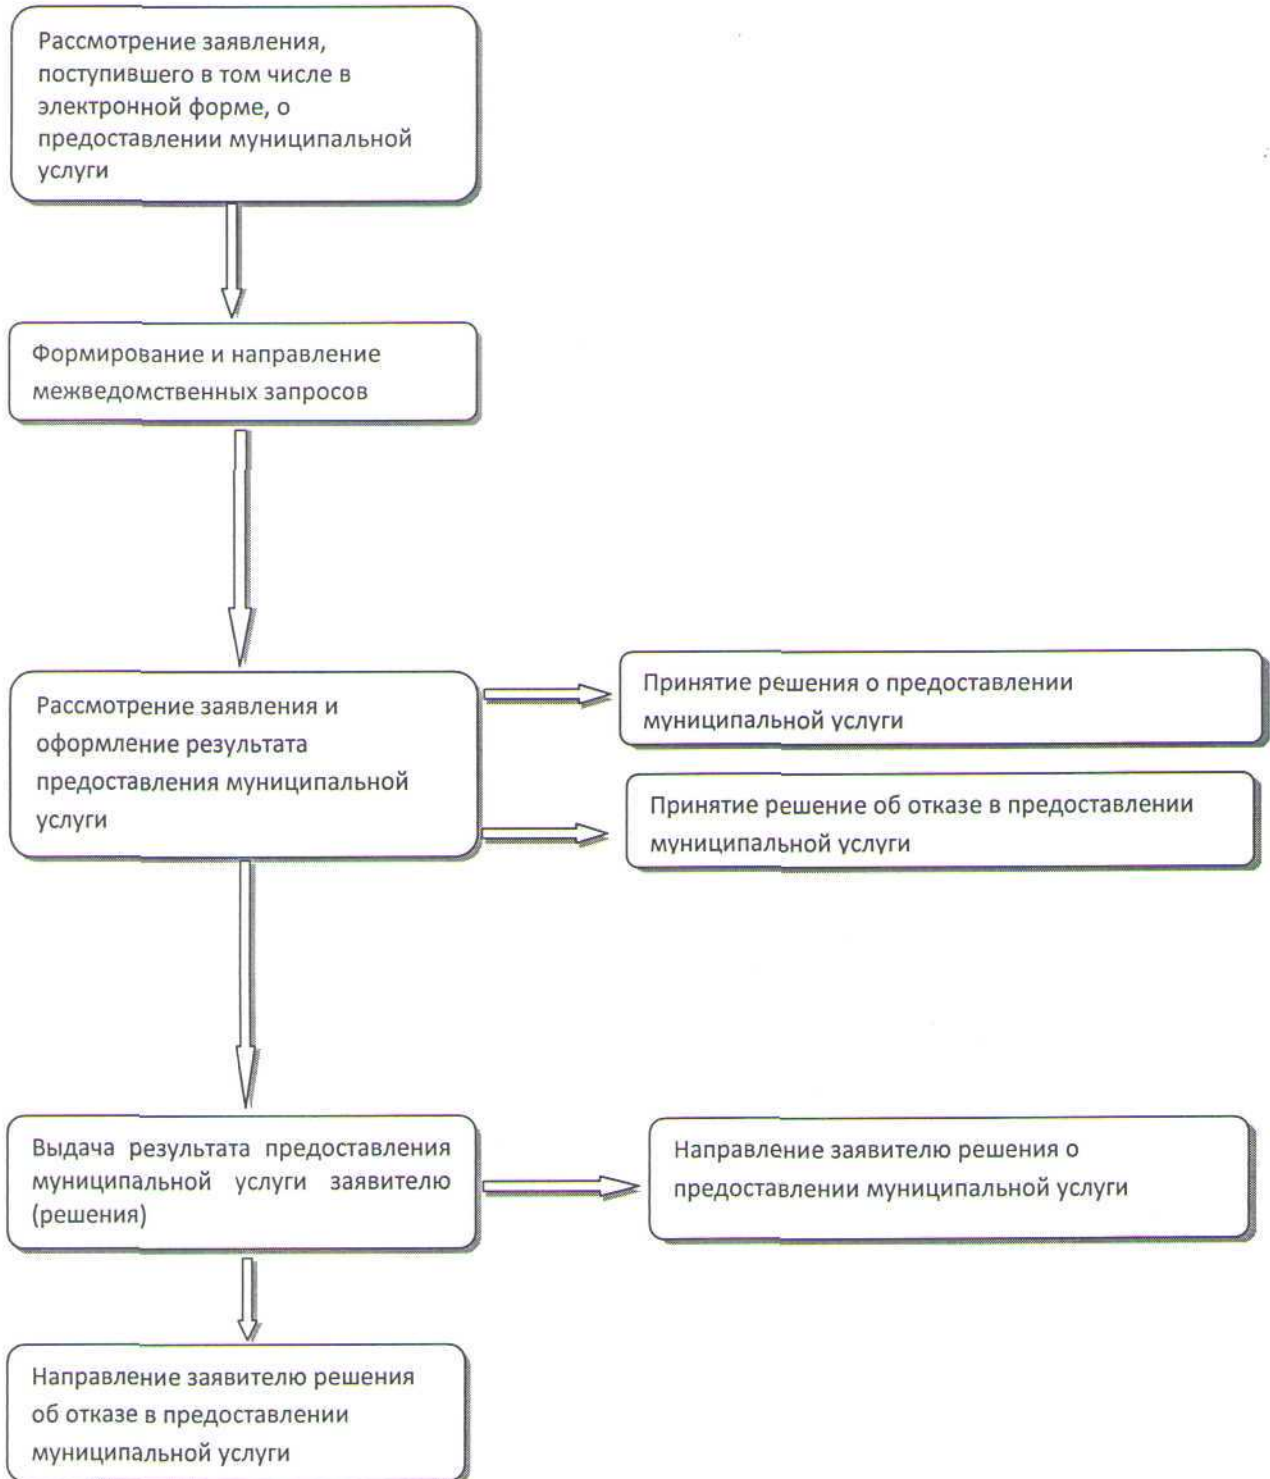 Рассмотрение заявления,
поступившего в том числе в
электронной форме, о
предоставлении муниципальной
услуги
Формирование и направление
межведомственных запросов
Рассмотрение заявления и
оформление результата
предоставления муниципальной
услуги
Принятие решения о предоставлении
муниципальной услуги
Принятие решение об отказе в предоставлении
муниципальной услуги
Выдача результата предоставления
муниципальной услуги заявителю
(решения)
Направление заявителю решения о
предоставлении муниципальной услуги
Направление заявителю решения
об отказе в предоставлении
муниципальной услуги